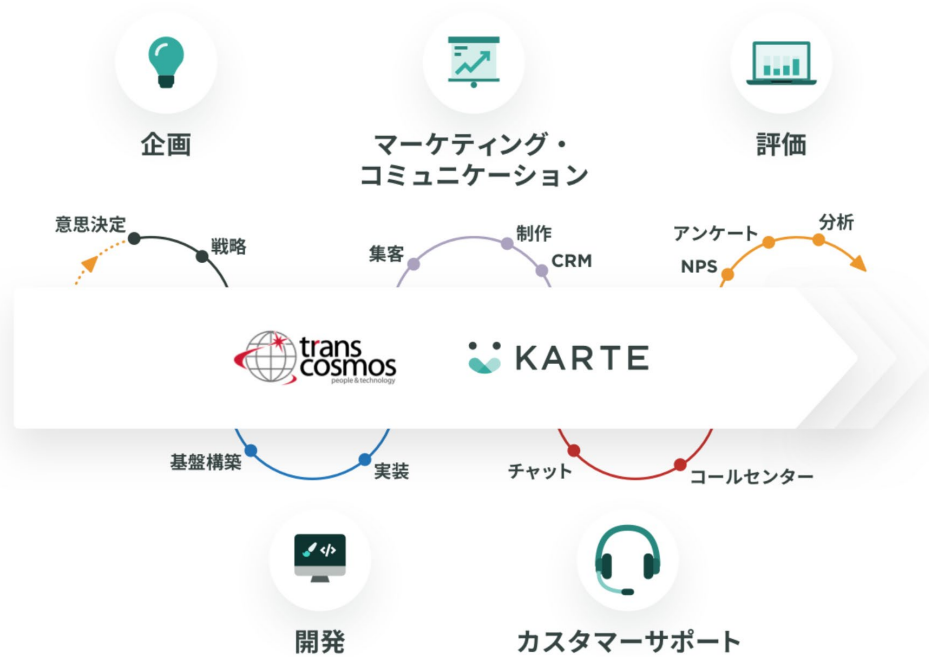 企画
マーケティング・
コミュニケーション
評価
意思決定
戦略
集客
制作
CRM
アンケート
分析
NPS
trans
cosmos
people & technology
KARTE
基盤構築
実装
チャット
コールセンター
</>
開発
カスタマーサポート